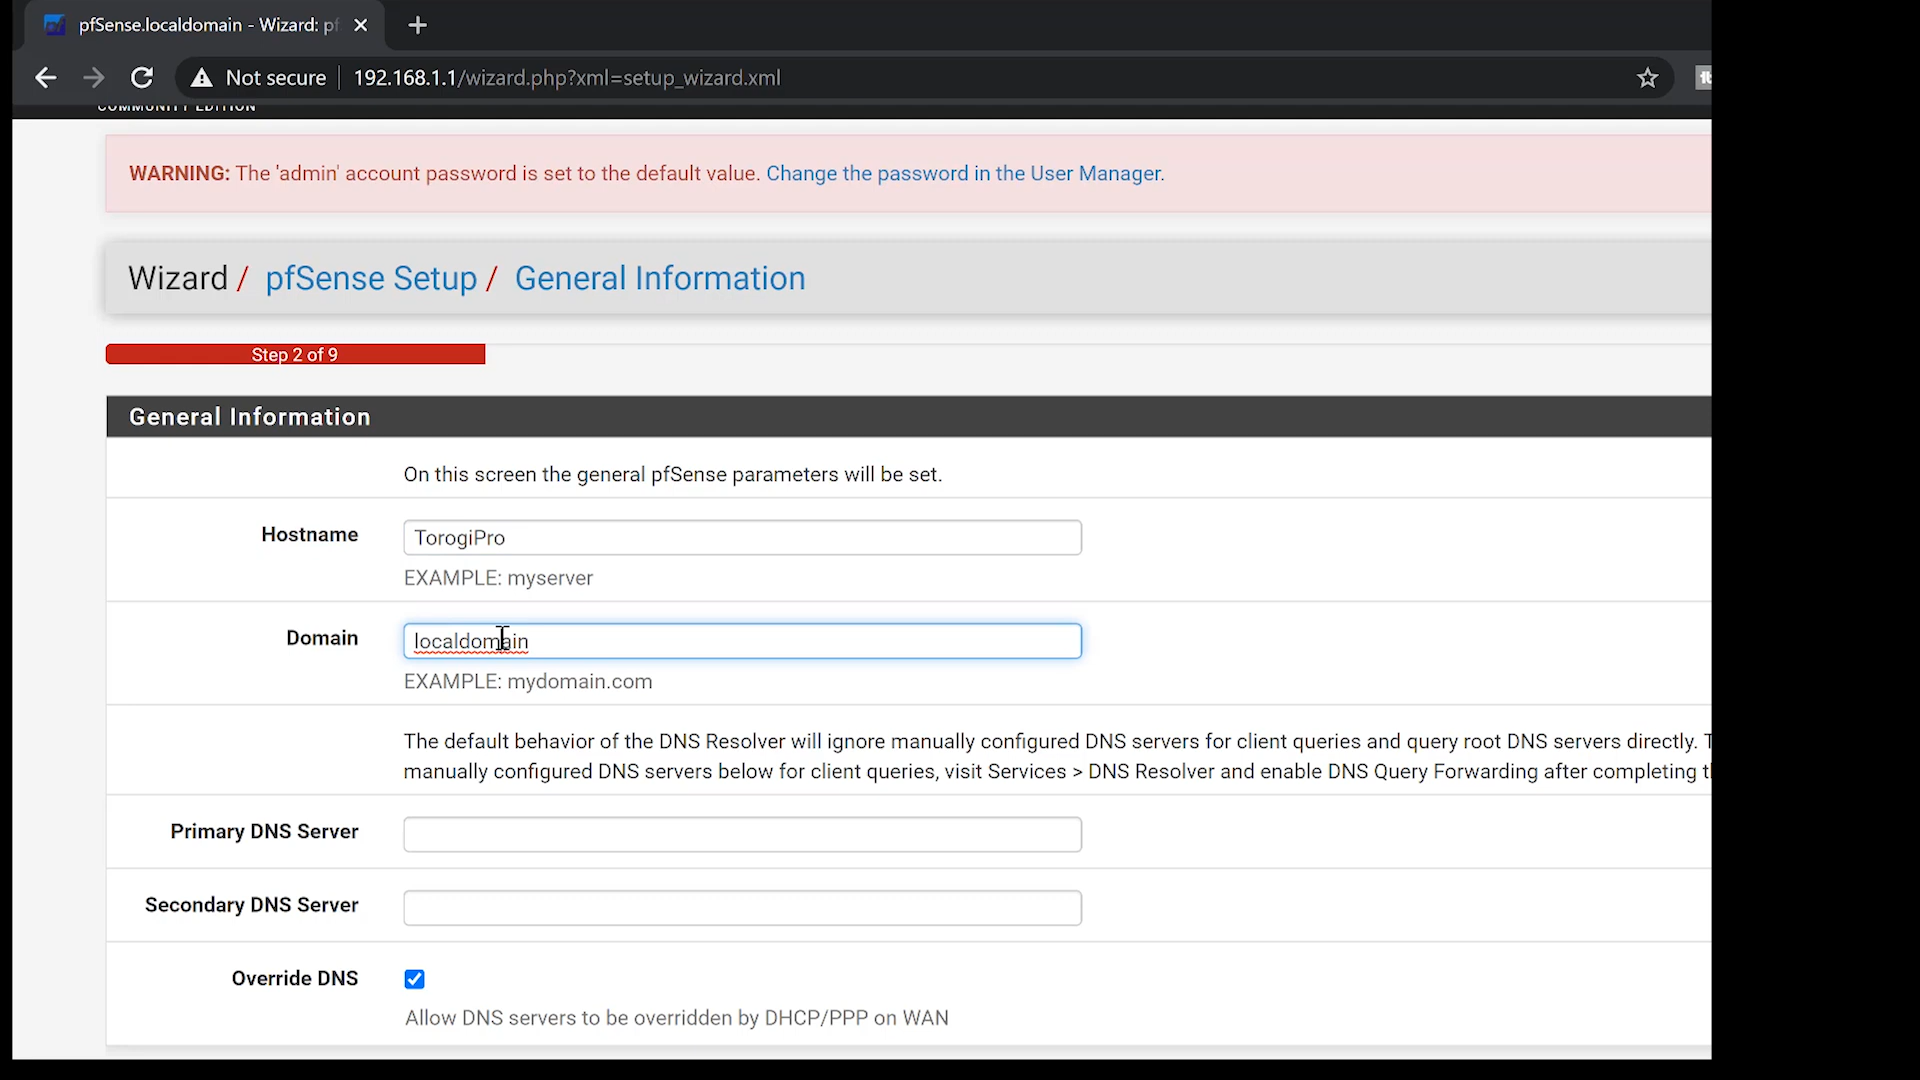 pfSense.localdomain - Wizard: pf
Not secure
192.168.1.1/wizard.php?xml=setup_wizard.xml
COMMUNITY EDITION
WARNING: The 'admin' account password is set to the default value. Change the password in the User Manager.
Wizard / pfSense Setup / General Information
Step 2 of 9
General Information
On this screen the general pfSense parameters will be set.
Hostname
TorogiPro
EXAMPLE: myserver
Domain
localdomain
EXAMPLE: mydomain.com
The default behavior of the DNS Resolver will ignore manually configured DNS servers for client queries and query root DNS servers directly.
manually configured DNS servers below for client queries, visit Services > DNS Resolver and enable DNS Query Forwarding after completing
Primary DNS Server
Secondary DNS Server
Override DNS
Allow DNS servers to be overridden by DHCP/PPP on WAN